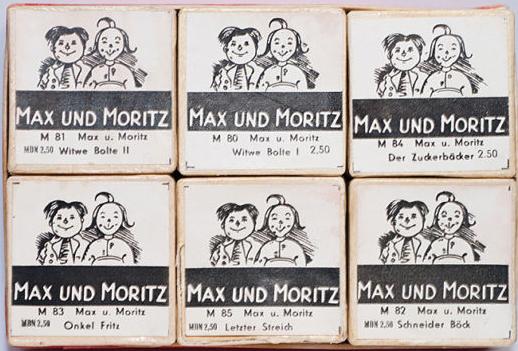 MAX UND MORITZ
M 81 Max u. Moritz
MDN 2,50 Witwe Bolte II
MAX UND MORITZ
M 80 Max u. Moritz
Witwe Bolte I 2.50
MAX UND MORITZ
M 84 Max u. Moritz
Der Zuckerbäcker 2.50
MAX UND MORITZ
M 83 Max u. Moritz
MDN 2,50 Onkel Fritz
MAX UND MORITZ
M 85 Max u. Moritz
MDN 2,50 Letzter Streich
MAX UND MORITZ
M 82 Max u. Moritz
MDN 2,50 Schneider Böck